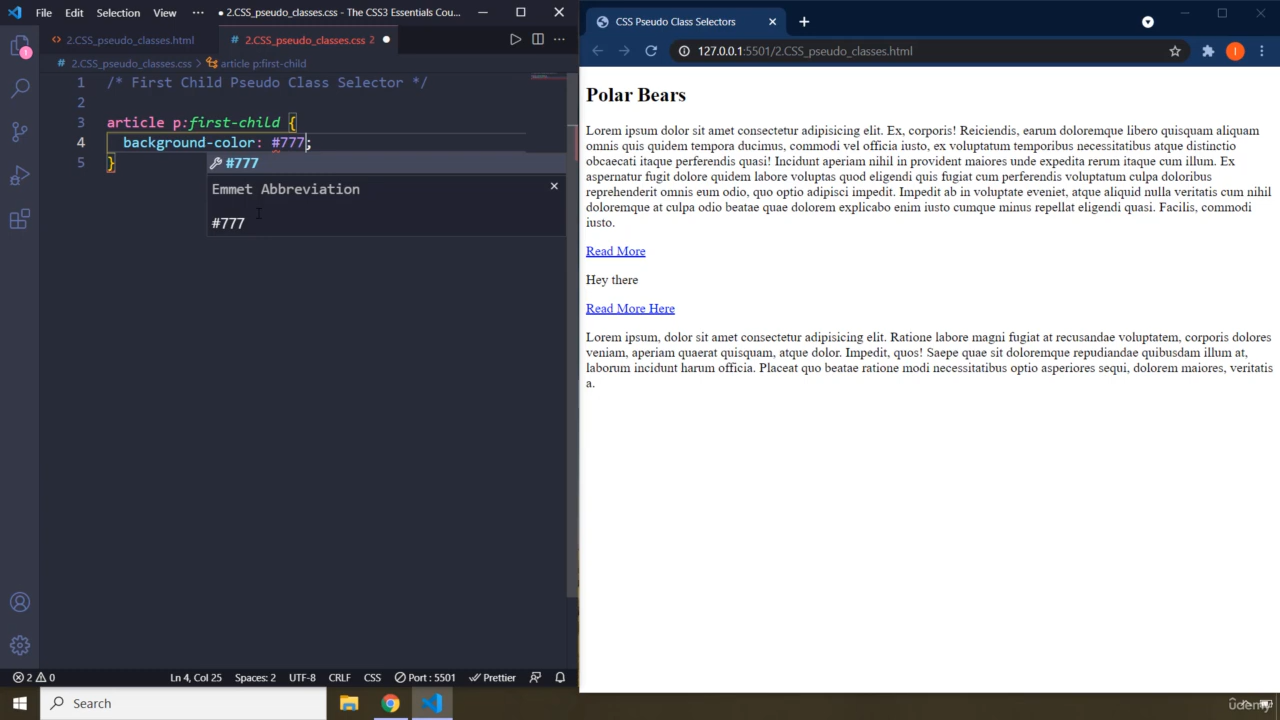 File Edit Selection View ··· ● 2.CSS_pseudo_classes.css - The CSS3 Essentials Cou...
2.CSS_pseudo_classes.html
# 2.CSS_pseudo_classes.css 2 ●
# 2.CSS_pseudo_classes.css > article p:first-child
1 /* First Child Pseudo Class Selector */
2
3 article p:first-child {
4 background-color: #777;
5 }
#777
Emmet Abbreviation
#777
1
2 0 Ln 4, Col 25 Spaces: 2 UTF-8 CRLF CSS Port : 5501 Prettier
Search
CSS Pseudo Class Selectors
127.0.0.1:5501/2.CSS_pseudo_classes.html
I
Polar Bears
Lorem ipsum dolor sit amet consectetur adipisicing elit. Ex, corporis! Reiciendis, earum doloremque libero quisquam aliquam
omnis quis quidem tempora ducimus, commodi vel officia iusto, ex voluptatum temporibus necessitatibus atque distinctio
obcaecati itaque perferendis quasi! Incidunt aperiam nihil in provident maiores unde expedita rerum itaque cum illum. Ex
aspernatur fugit dolore quidem labore voluptas quod eligendi quis fugiat cum perferendis voluptatum culpa doloribus
reprehenderit omnis eum odio, quo optio adipisci impedit. Impedit ab in voluptate eveniet, atque aliquid nulla veritatis cum nihil
doloremque at culpa odio beatae quae dolorem explicabo enim iusto cumque minus repellat eligendi quasi. Facilis, commodi
iusto.
Read More
Hey there
Read More Here
Lorem ipsum, dolor sit amet consectetur adipisicing elit. Ratione labore magni fugiat at recusandae voluptatem, corporis dolores
veniam, aperiam quaerat quisquam, atque dolor. Impedit, quos! Saepe quae sit doloremque repudiandae quibusdam illum at,
laborum incidunt harum officia. Placeat quo beatae ratione modi necessitatibus optio asperiores sequi, dolorem maiores, veritatis
a.
udemy